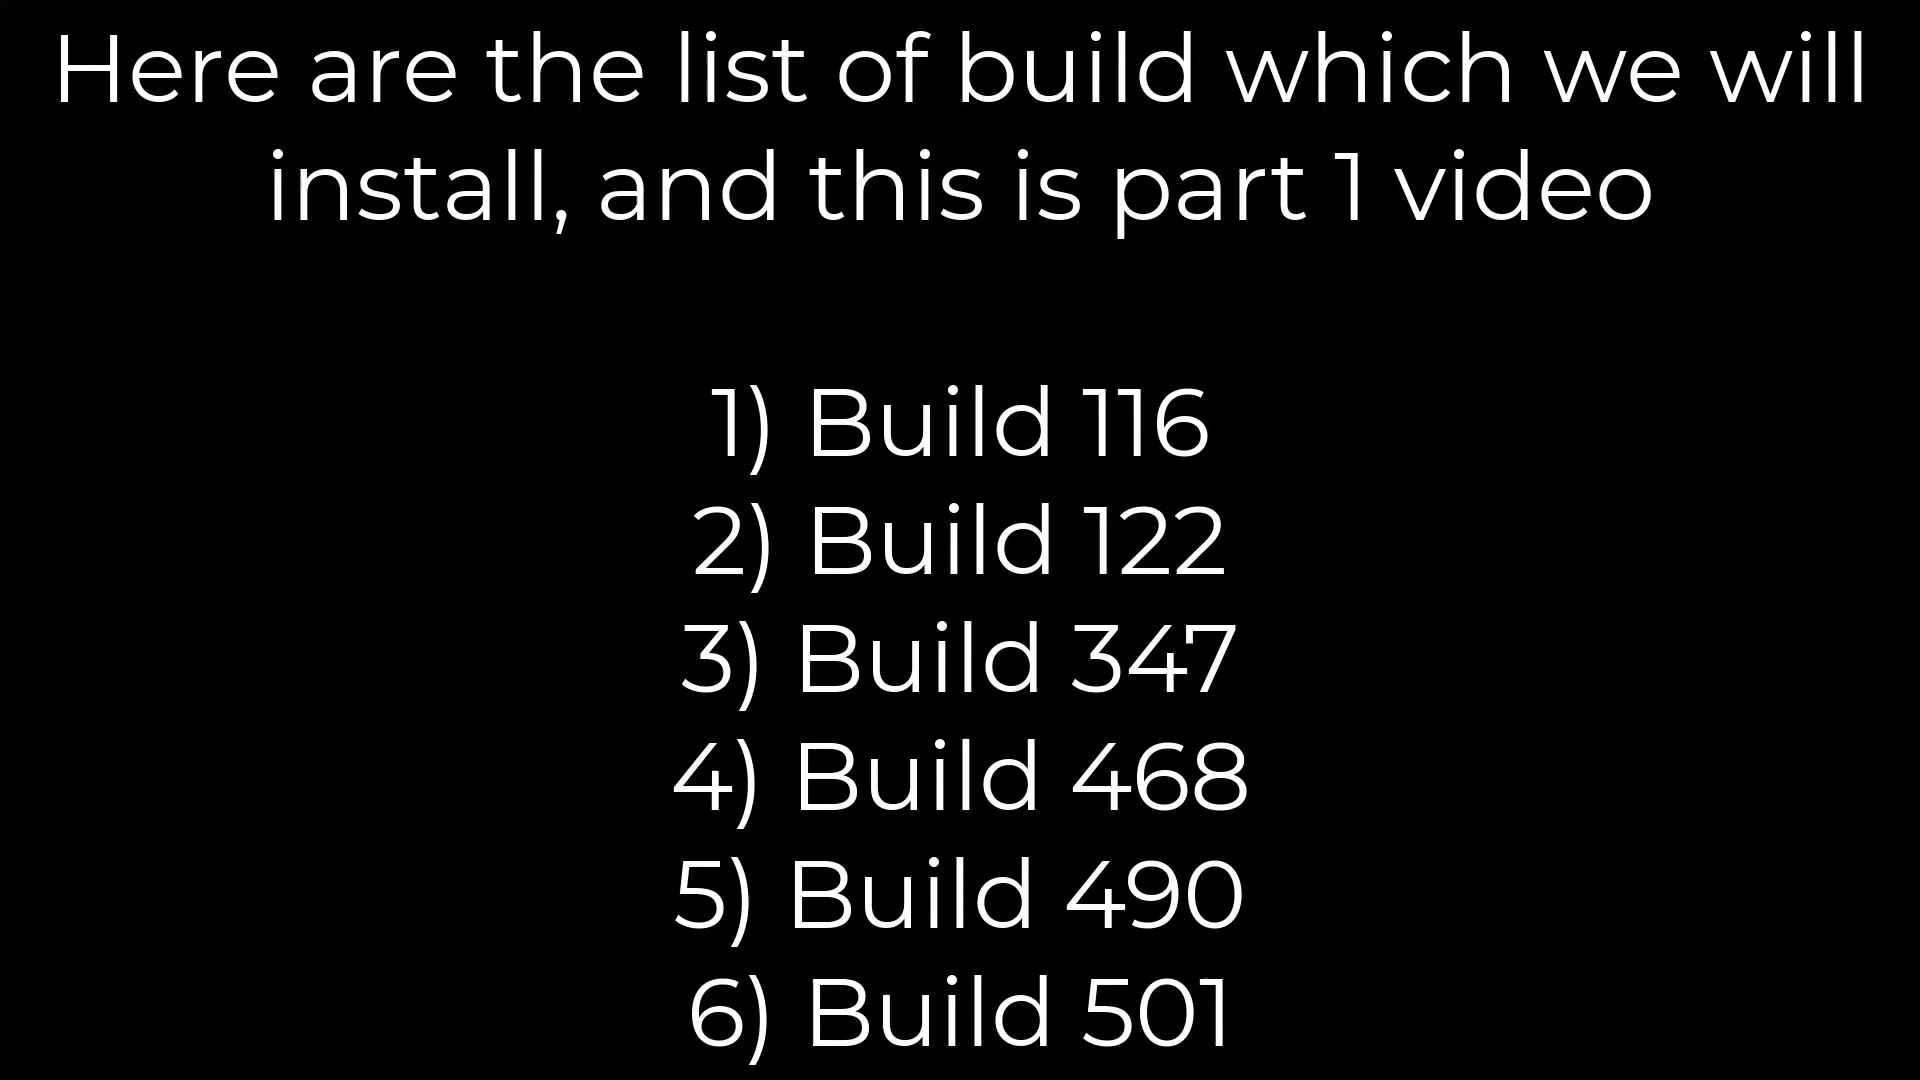 Here are the list of build which we will
install, and this is part 1 video
1) Build 116
2) Build 122
3) Build 347
4) Build 468
5) Build 490
6) Build 501